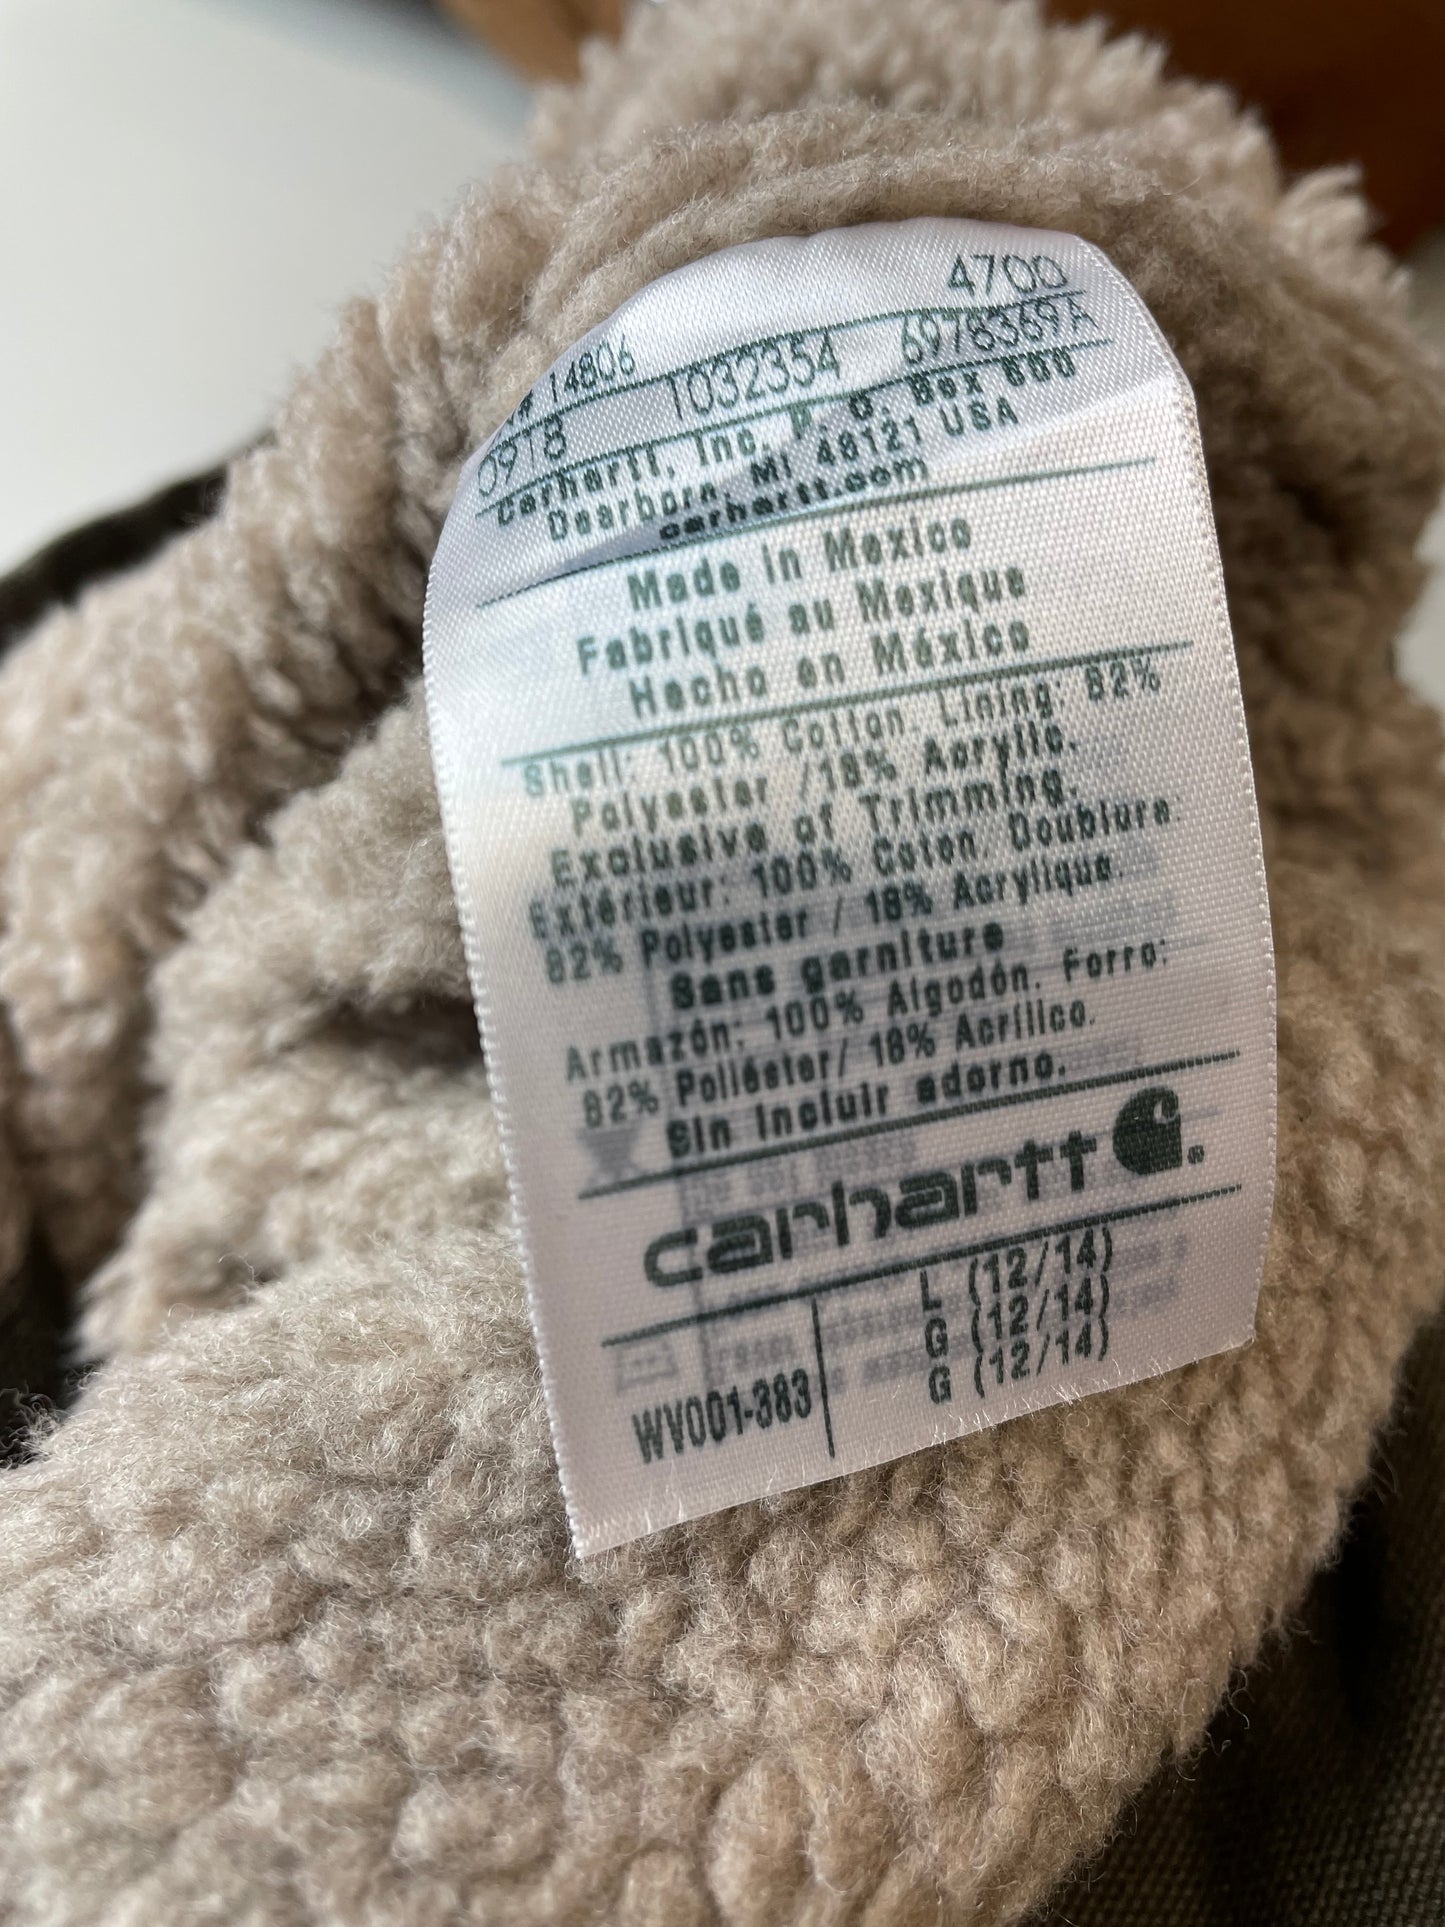 4700
# 14806
0918 1032354 6978369A
Carhartt, Inc. P. O. Box 600
Dearborn, MI 48121 USA
carhartt.com
Made in Mexico
Fabriqué au Mexique
Hecho en México
Shell: 100% Cotton. Lining: 82%
Polyester /18% Acrylic.
Exclusive of Trimming.
Extérieur: 100% Coton. Doublure:
82% Polyester / 18% Acrylique.
Sans garniture
Armazón: 100% Algodón. Forro:
82% Poliéster/ 18% Acrílico.
Sin incluir adorno.
carhartt
L (12/14)
G (12/14)
WV001-383 G (12/14)